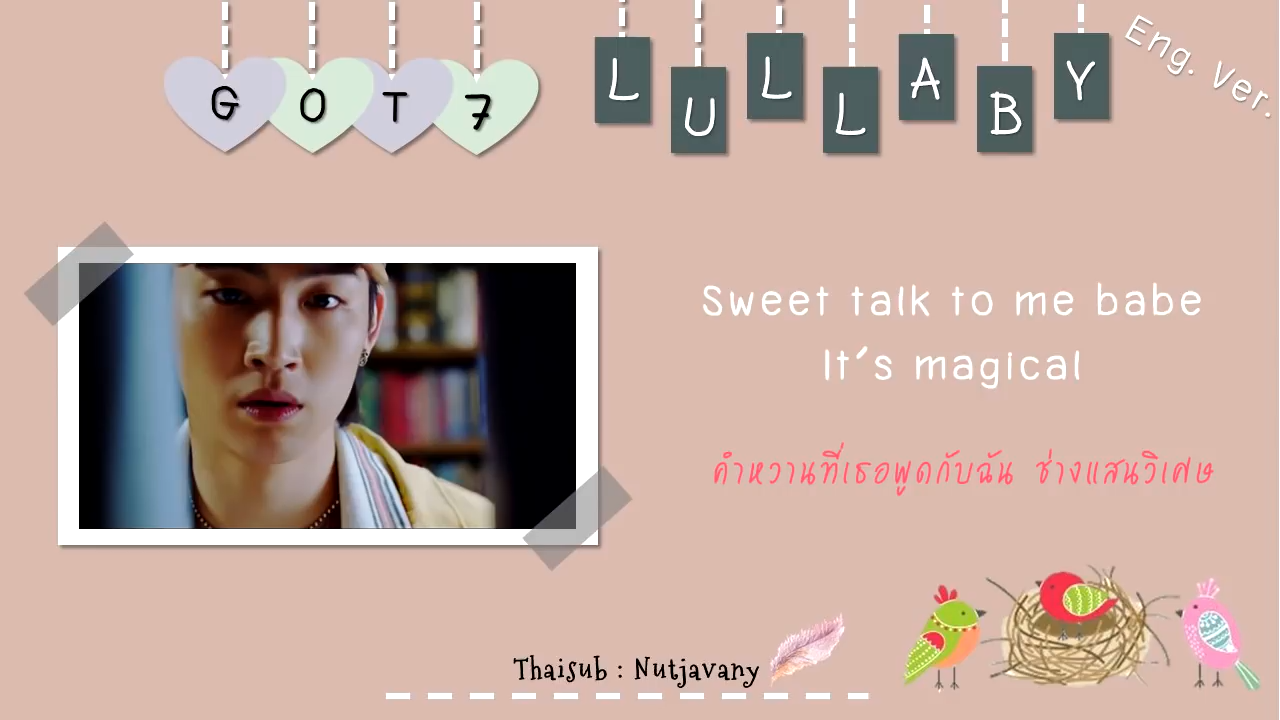 GOT7 LULLABY Eng. Ver.
Sweet talk to me babe
It's magical
คำหวานที่เธอพูดกับฉัน ช่างแสนวิเศษ
Thaisub : Nutjavany